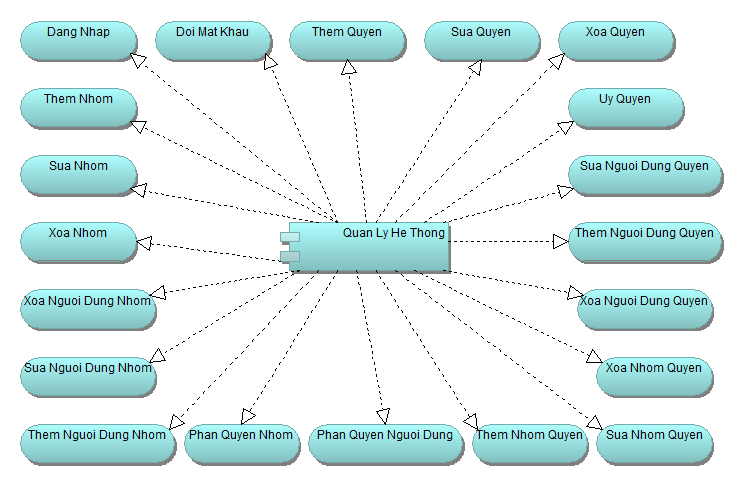 Dang Nhap
Doi Mat Khau
Them Quyen
Sua Quyen
Xoa Quyen
Them Nhom
Uy Quyen
Sua Nhom
Sua Nguoi Dung Quyen
Xoa Nhom
Quan Ly He Thong
Them Nguoi Dung Quyen
Xoa Nguoi Dung Nhom
Xoa Nguoi Dung Quyen
Sua Nguoi Dung Nhom
Xoa Nhom Quyen
Them Nguoi Dung Nhom
Phan Quyen Nhom
Phan Quyen Nguoi Dung
Them Nhom Quyen
Sua Nhom Quyen